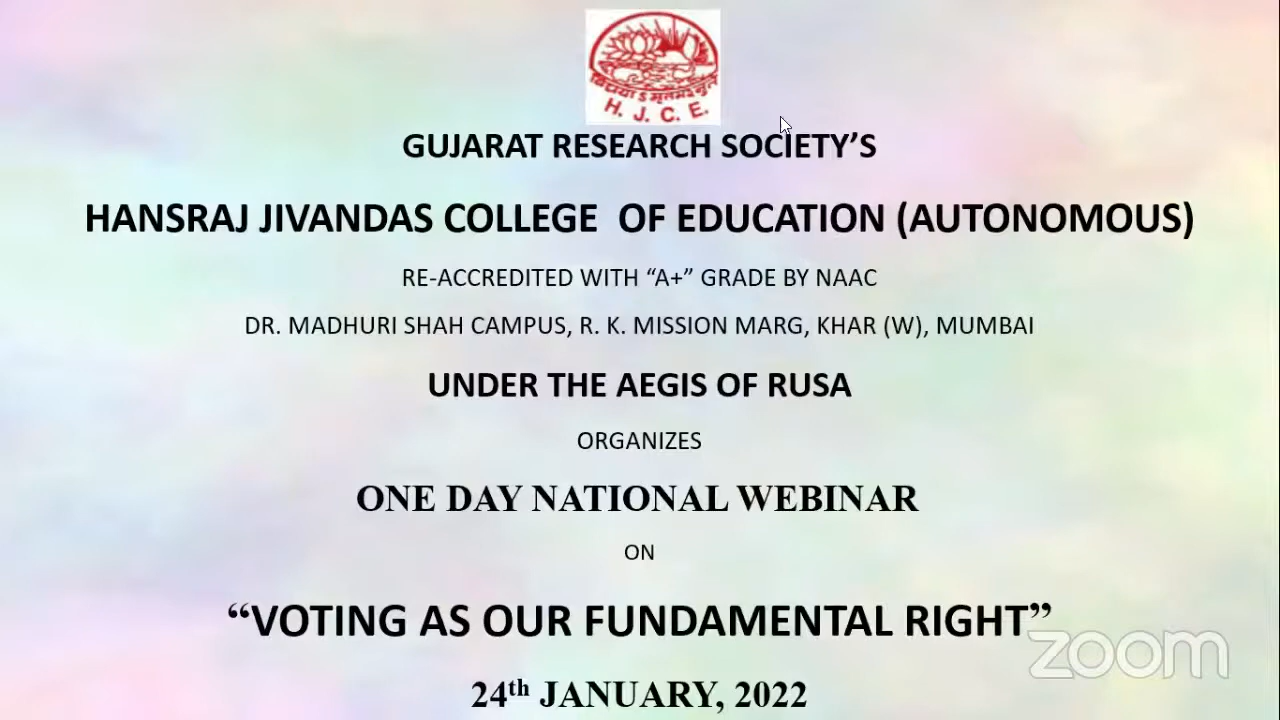 विद्यया ऽ मृतमश्नुते
H. J. C. E.
GUJARAT RESEARCH SOCIETY’S
HANSRAJ JIVANDAS COLLEGE OF EDUCATION (AUTONOMOUS)
RE-ACCREDITED WITH “A+” GRADE BY NAAC
DR. MADHURI SHAH CAMPUS, R. K. MISSION MARG, KHAR (W), MUMBAI
UNDER THE AEGIS OF RUSA
ORGANIZES
ONE DAY NATIONAL WEBINAR
ON
“VOTING AS OUR FUNDAMENTAL RIGHT”
zoom
24th JANUARY, 2022